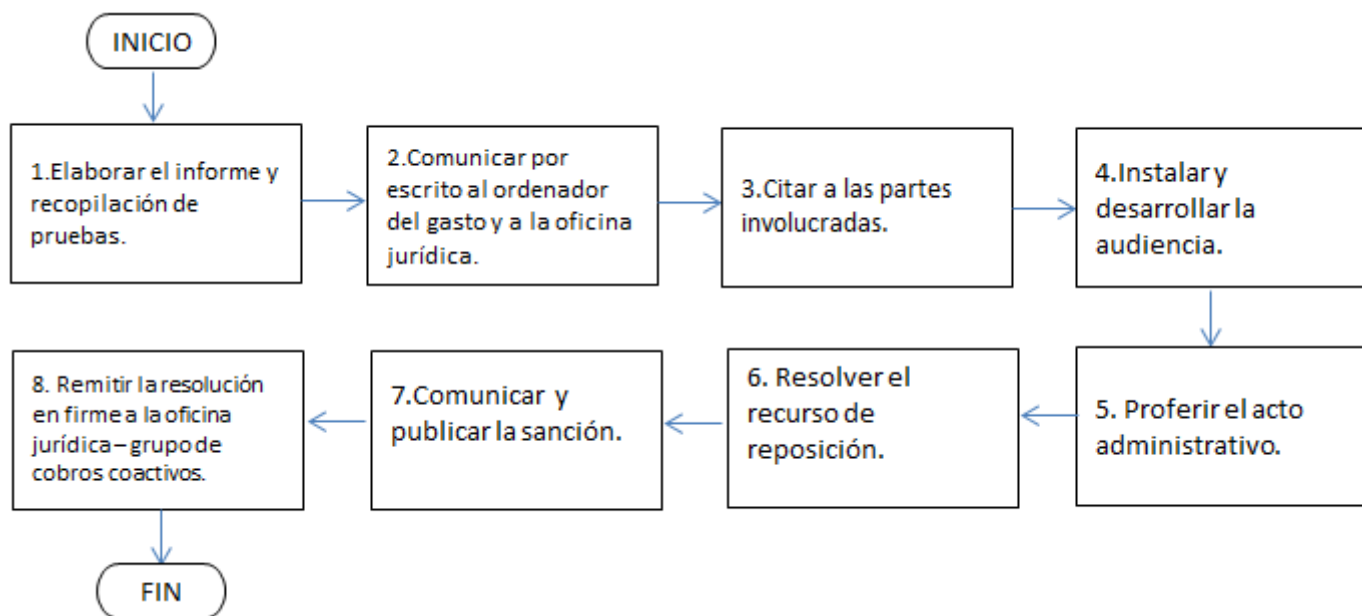 INICIO
1.Elaborar el informe y
recopilación de
pruebas.
2.Comunicar por
escrito al ordenador
del gasto y a la oficina
jurídica.
3.Citar a las partes
involucradas.
4.Instalar y
desarrollar la
audiencia.
5. Proferir el acto
administrativo.
6. Resolver el
recurso de
reposición.
7.Comunicar y
publicar la sanción.
8. Remitir la resolución
en firme a la oficina
jurídica – grupo de
cobros coactivos.
FIN